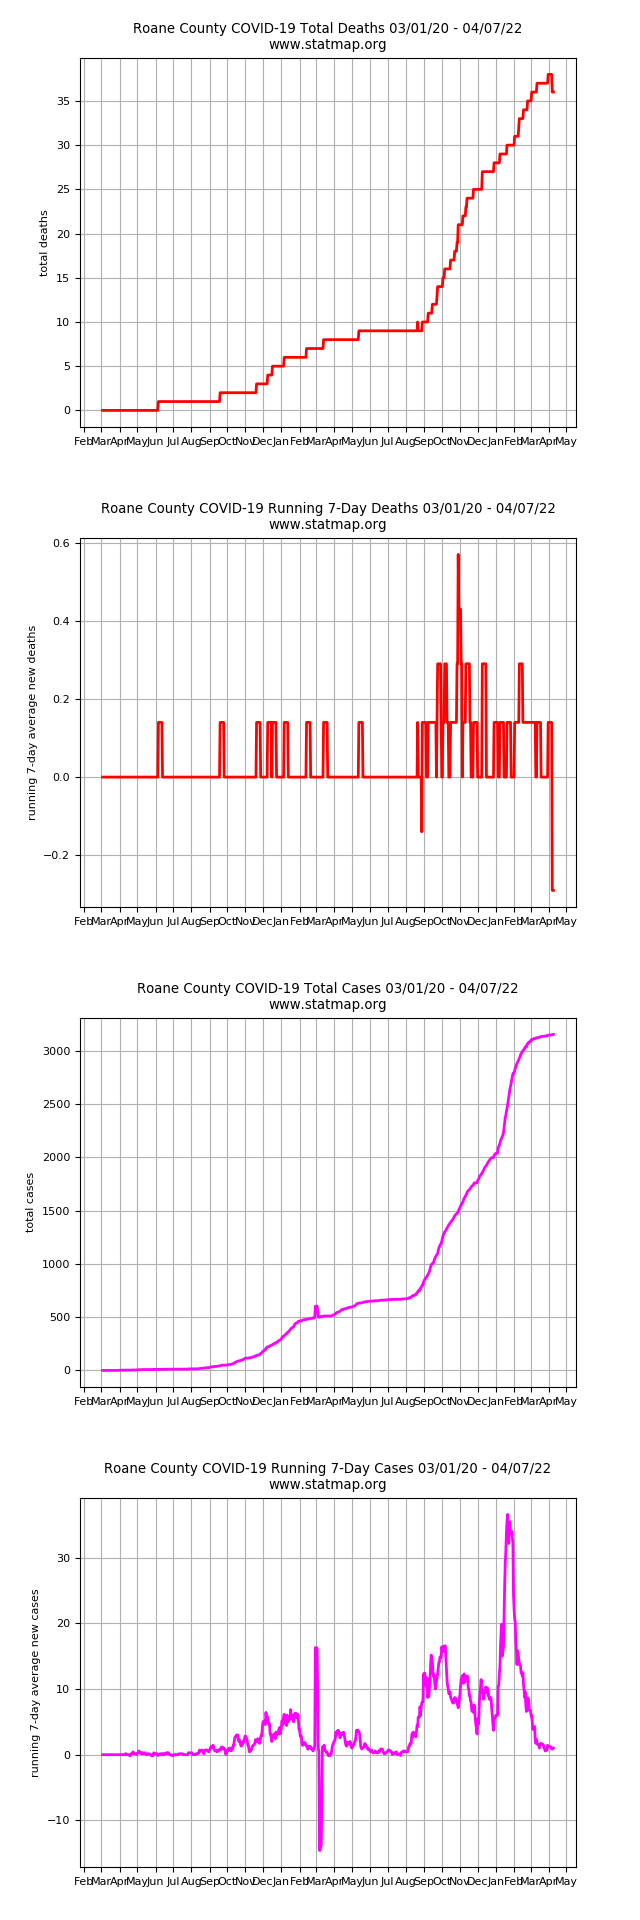 Roane County COVID-19 Total Deaths 03/01/20 - 04/07/22
www.statmap.org
total deaths
35
30
25
20
15
10
5
0
Feb Mar Apr May Jun Jul Aug Sep Oct Nov Dec Jan Feb Mar Apr May Jun Jul Aug Sep Oct Nov Dec Jan Feb Mar Apr May
Roane County COVID-19 Running 7-Day Deaths 03/01/20 - 04/07/22
www.statmap.org
running 7-day average new deaths
0.6
0.4
0.2
0.0
−0.2
Feb Mar Apr May Jun Jul Aug Sep Oct Nov Dec Jan Feb Mar Apr May Jun Jul Aug Sep Oct Nov Dec Jan Feb Mar Apr May
Roane County COVID-19 Total Cases 03/01/20 - 04/07/22
www.statmap.org
total cases
3000
2500
2000
1500
1000
500
0
Feb Mar Apr May Jun Jul Aug Sep Oct Nov Dec Jan Feb Mar Apr May Jun Jul Aug Sep Oct Nov Dec Jan Feb Mar Apr May
Roane County COVID-19 Running 7-Day Cases 03/01/20 - 04/07/22
www.statmap.org
running 7-day average new cases
30
20
10
0
−10
Feb Mar Apr May Jun Jul Aug Sep Oct Nov Dec Jan Feb Mar Apr May Jun Jul Aug Sep Oct Nov Dec Jan Feb Mar Apr May